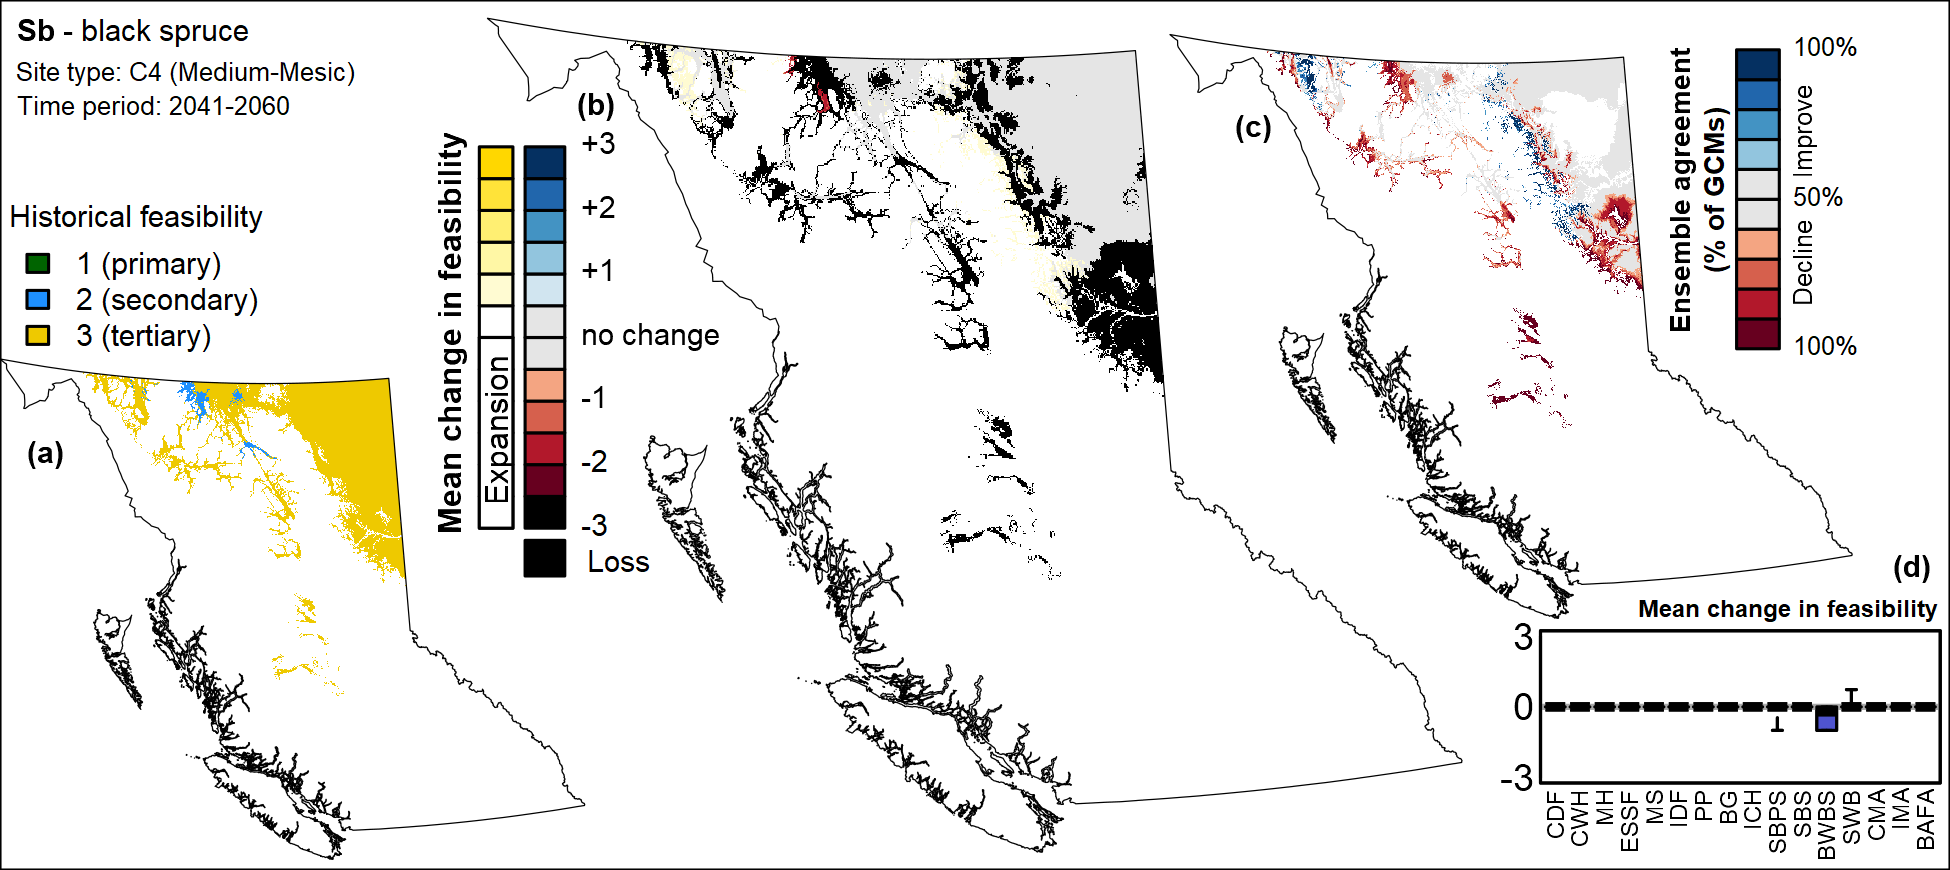 Sb - black spruce
Site type: C4 (Medium-Mesic)
Time period: 2041-2060
Historical feasibility
1 (primary)
2 (secondary)
3 (tertiary)
(a)
(b)
Mean change in feasibility
Expansion
+3
+2
+1
no change
-1
-2
-3
Loss
(c)
Ensemble agreement
(% of GCMs)
100%
Improve
50%
Decline
100%
(d)
Mean change in feasibility
3
0
-3
CDF
CWH
MH
ESSF
MS
IDF
PP
BG
ICH
SBPS
SBS
BWBS
SWB
CMA
IMA
BAFA